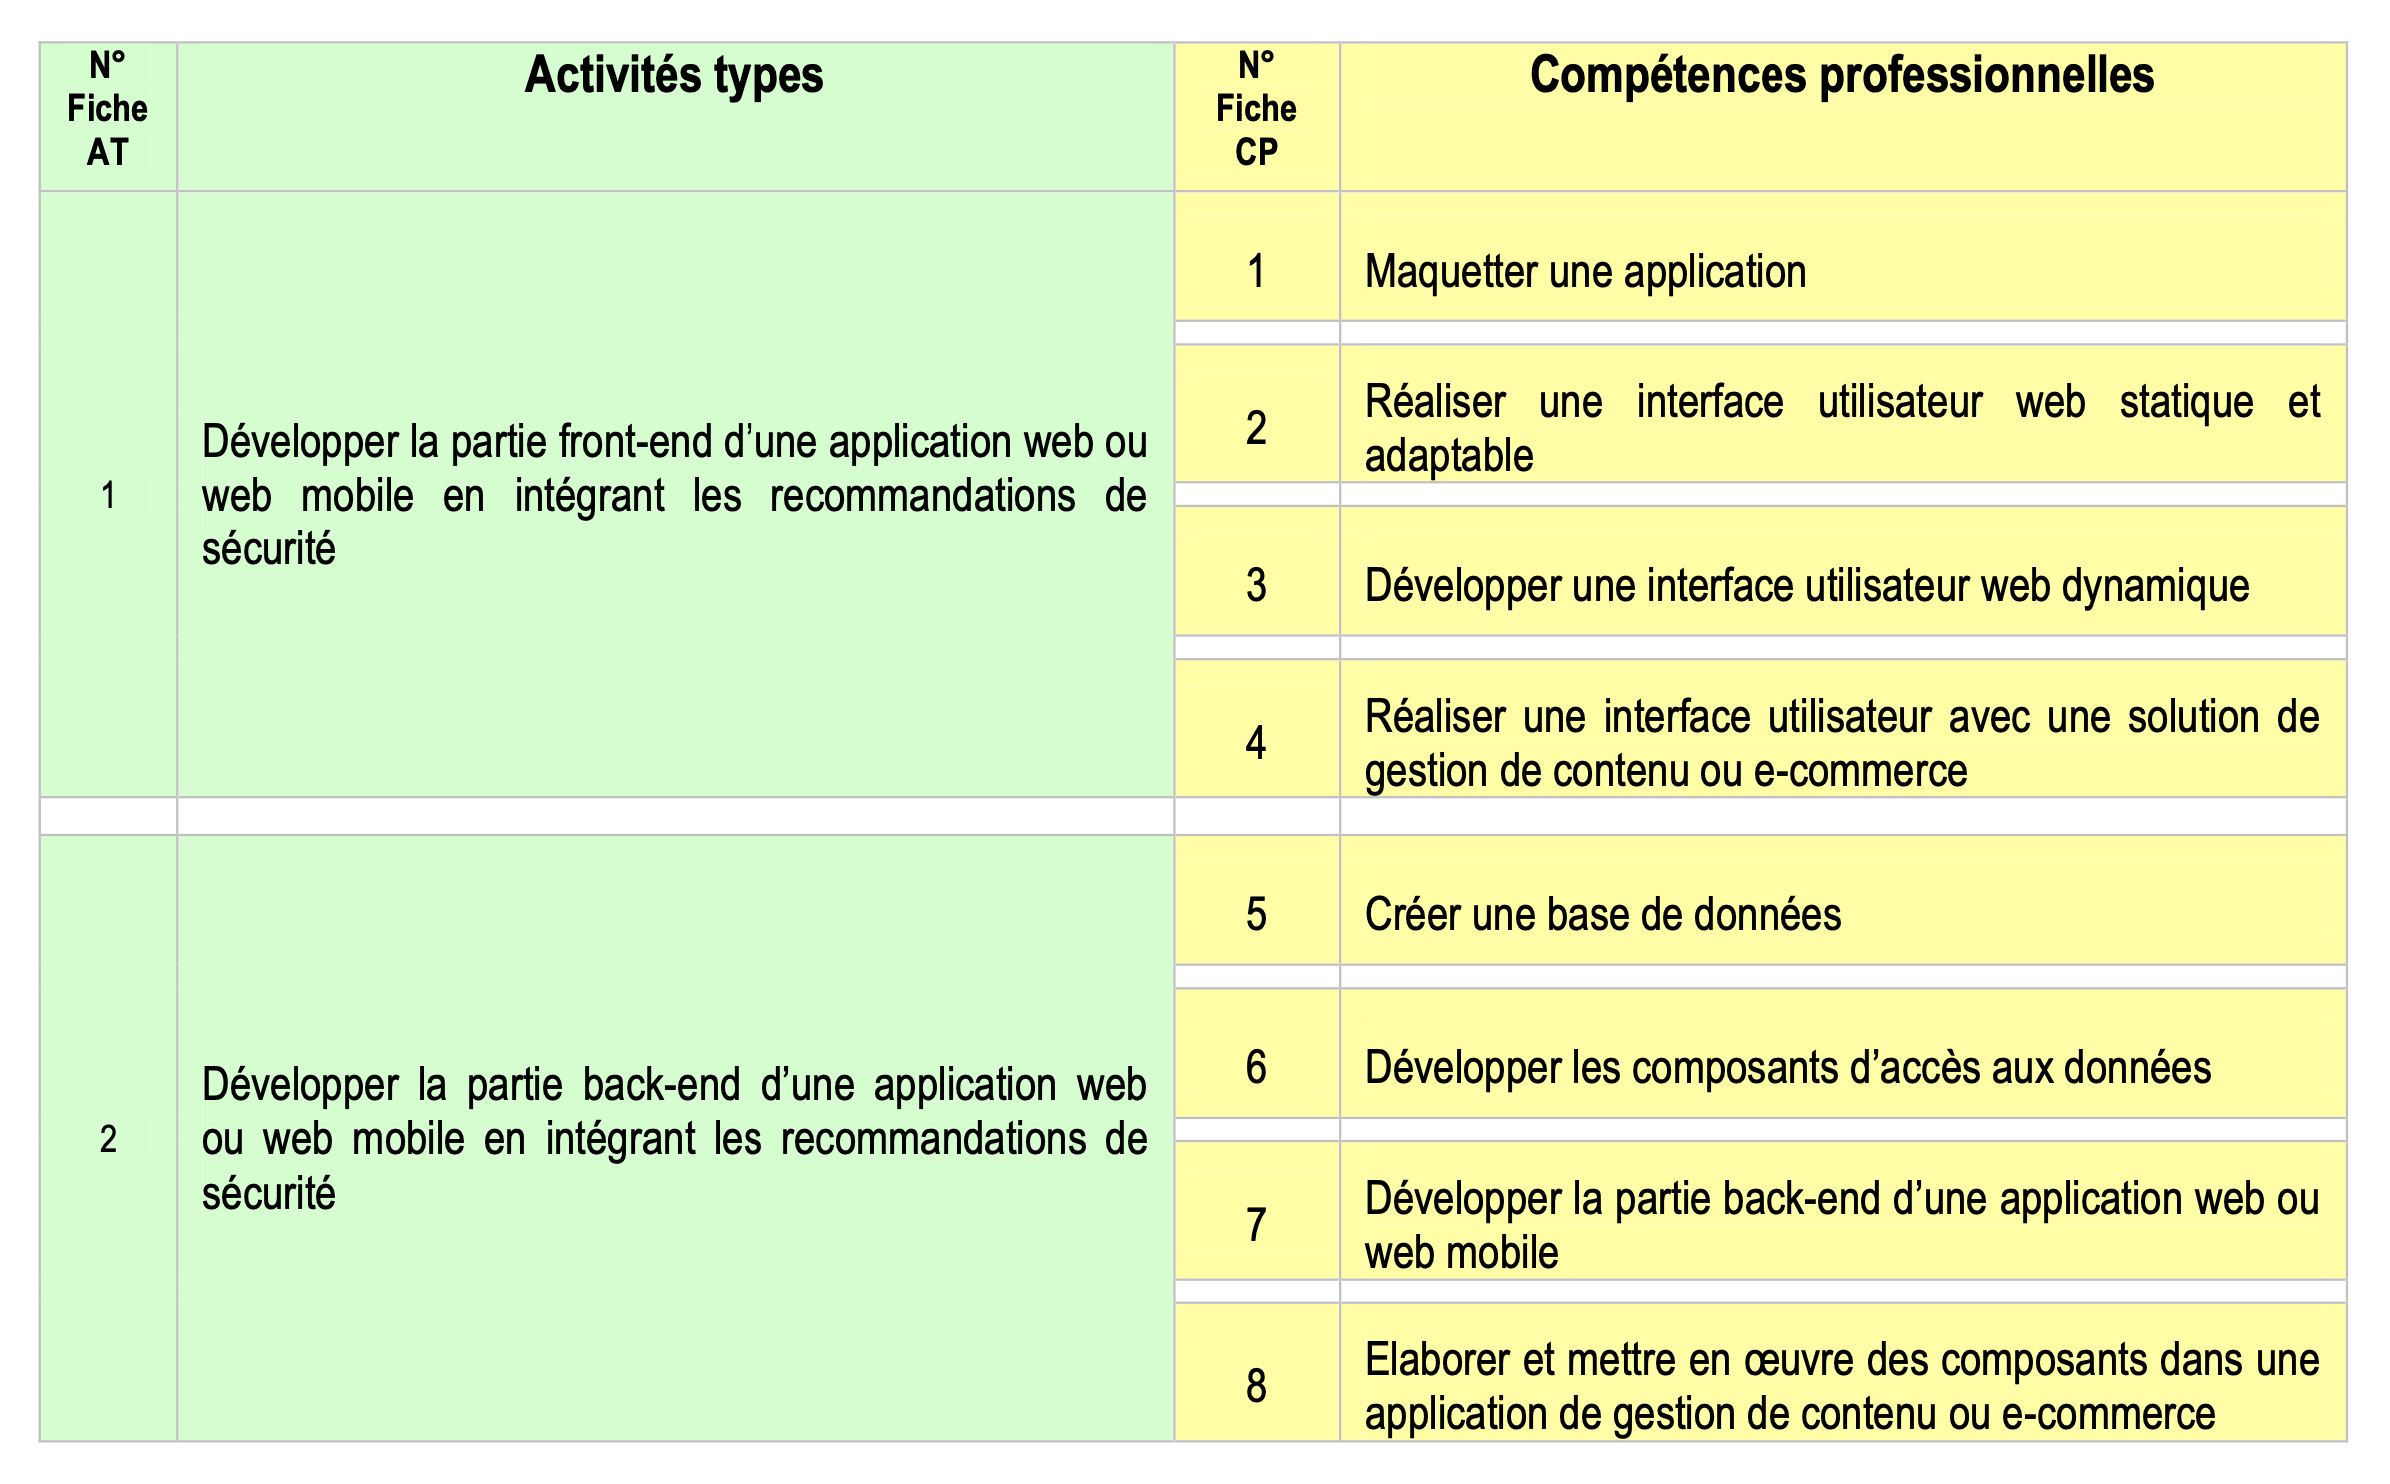 N°
Fiche
AT
Activités types
N°
Fiche
CP
Compétences professionnelles
1
Développer la partie front-end d’une application web ou
web mobile en intégrant les recommandations de
sécurité
1
Maquetter une application
2
Réaliser une interface utilisateur web statique et
adaptable
3
Développer une interface utilisateur web dynamique
4
Réaliser une interface utilisateur avec une solution de
gestion de contenu ou e-commerce
2
Développer la partie back-end d’une application web
ou web mobile en intégrant les recommandations de
sécurité
5
Créer une base de données
6
Développer les composants d’accès aux données
7
Développer la partie back-end d’une application web ou
web mobile
8
Elaborer et mettre en œuvre des composants dans une
application de gestion de contenu ou e-commerce